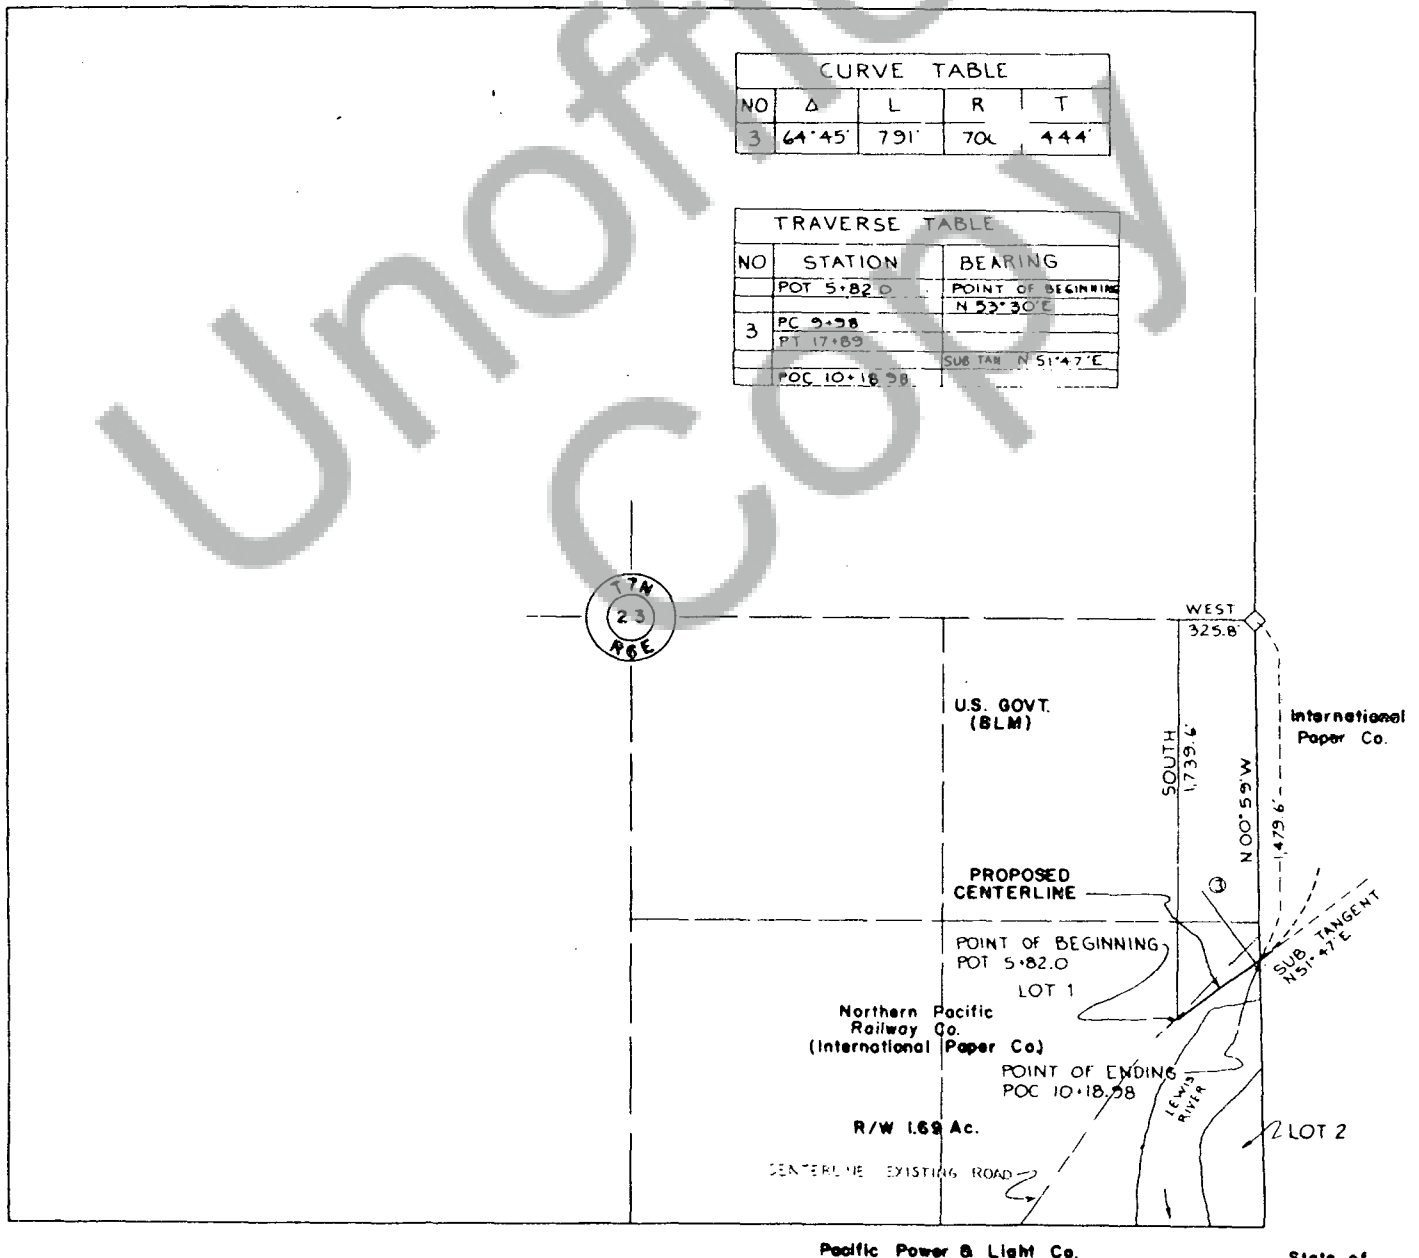 Unoffic
Copy
CURVE TABLE
NO Δ L R T
3 64°45' 791' 444'
TRAVERSE TABLE
NO STATION BEARING
POT 5+82.0 POINT OF BEGINNING
N 53°30'E
3 PC 9+98
PT 17+89
SUB TAN N 51°47'E
POC 10+18.98
T7N
23
R6E
WEST
325.8'
U.S. GOVT.
(BLM)
International
Paper Co.
SOUTH
1,739.6'
N 00°59'W
1,479.6'
PROPOSED
CENTERLINE
3
POINT OF BEGINNING
POT 5+82.0
LOT 1
SUB TANGENT
N 51°47'E
Northern Pacific
Railway Co.
(International Paper Co.)
POINT OF ENDING
POC 10+18.98
LEWIS
RIVER
R/W 1.69 Ac.
LOT 2
CENTERLINE EXISTING ROAD
Pacific Power & Light Co.
State of